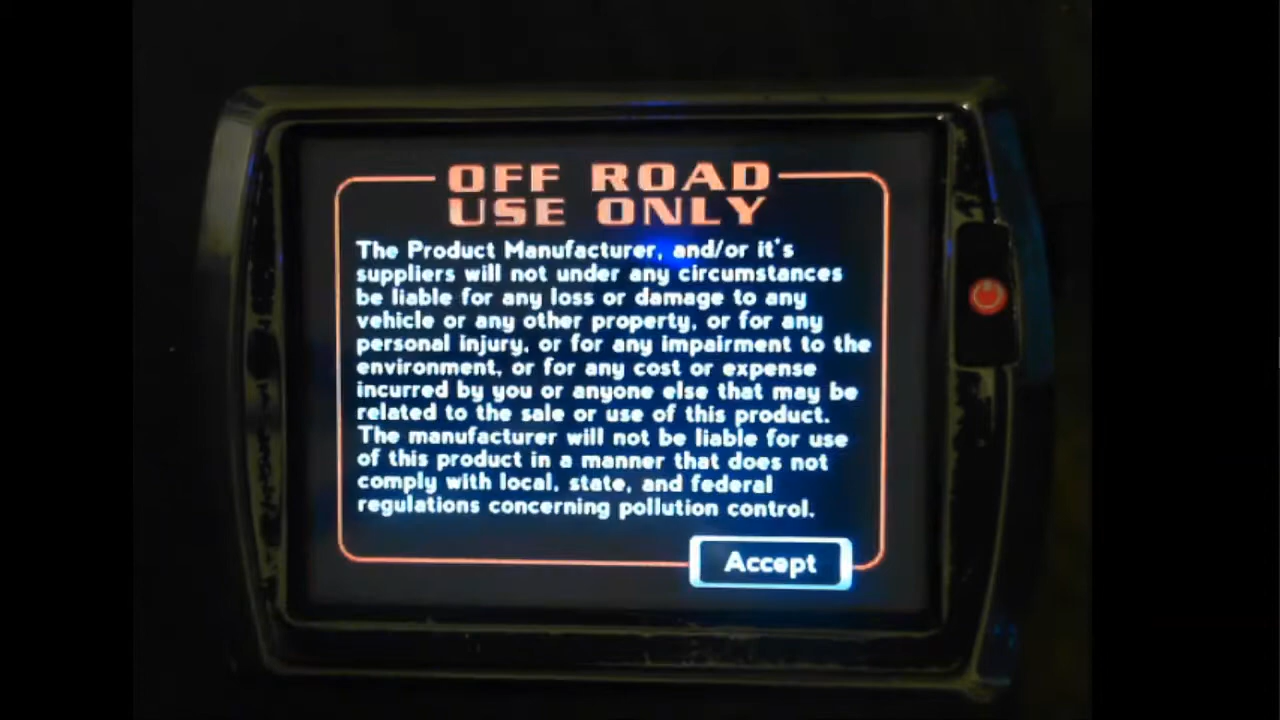 OFF ROAD
USE ONLY
The Product Manufacturer, and/or it's
suppliers will not under any circumstances
be liable for any loss or damage to any
vehicle or any other property, or for any
personal injury, or for any impairment to the
environment, or for any cost or expense
incurred by you or anyone else that may be
related to the sale or use of this product.
The manufacturer will not be liable for use
of this product in a manner that does not
comply with local, state, and federal
regulations concerning pollution control.
Accept